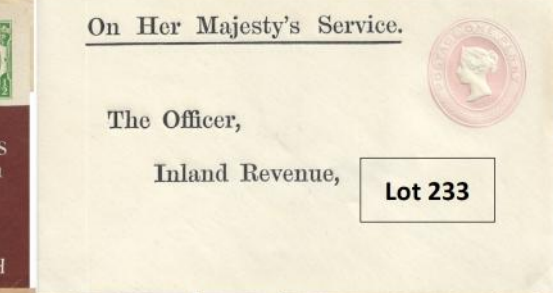 On Her Majesty's Service.
The Officer,
Inland Revenue,
Lot 233
S
H